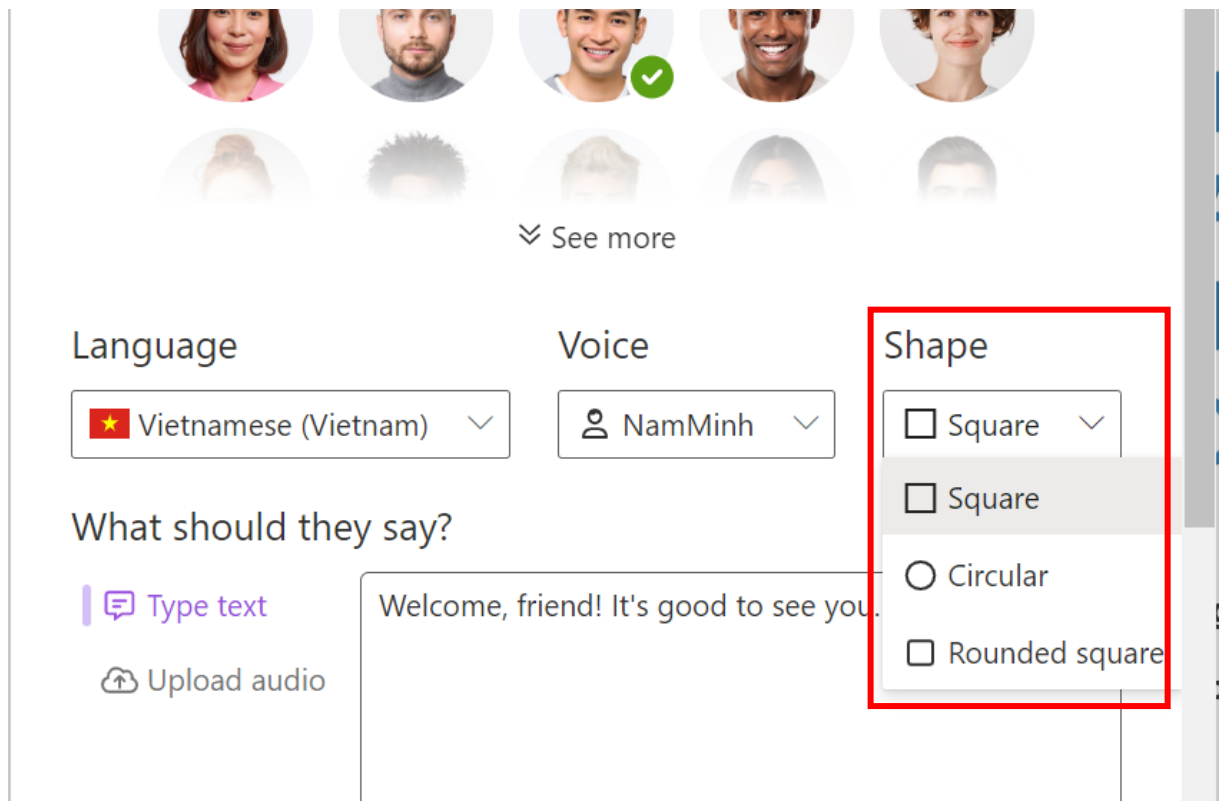 See more
Language
Voice
Shape
Vietnamese (Vietnam)
NamMinh
Square
Square
Circular
Rounded square
What should they say?
Type text
Upload audio
Welcome, friend! It's good to see you.